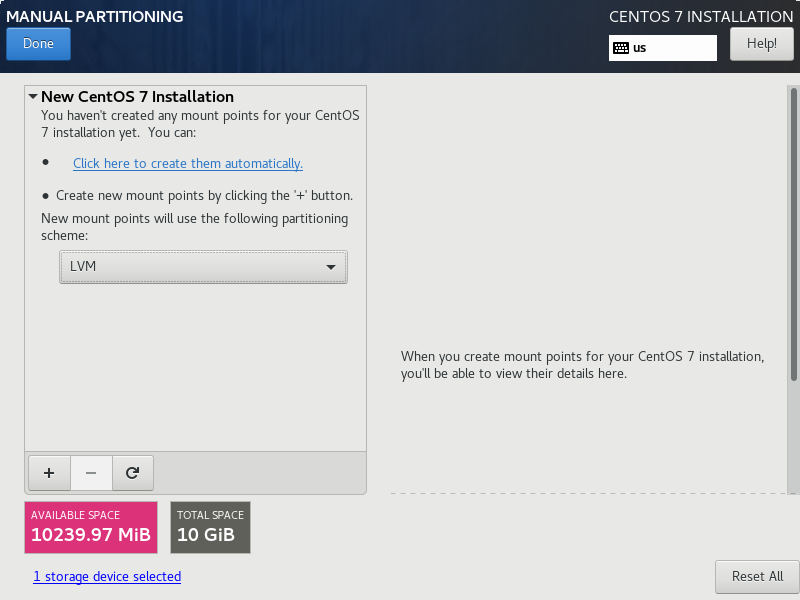 MANUAL PARTITIONING
CENTOS 7 INSTALLATION
Done
us
Help!
New CentOS 7 Installation
You haven't created any mount points for your CentOS
7 installation yet.  You can:
• Click here to create them automatically.
• Create new mount points by clicking the '+' button.
New mount points will use the following partitioning
scheme:
LVM
When you create mount points for your CentOS 7 installation,
you'll be able to view their details here.
+ −
AVAILABLE SPACE
10239.97 MiB
TOTAL SPACE
10 GiB
1 storage device selected
Reset All